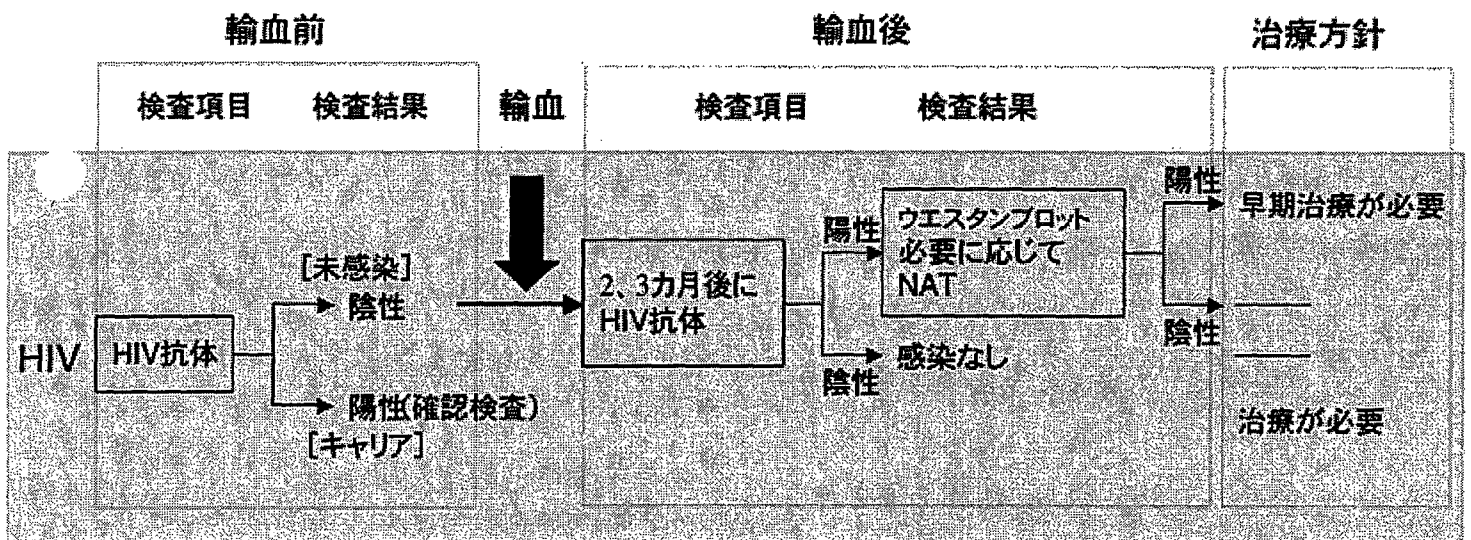 輸血前
輸血後
治療方針
検査項目
検査結果
輸血
検査項目
検査結果
陽性
早期治療が必要
陽性
ウエスタンブロット
必要に応じて
NAT
[未感染]
陰性
2、3カ月後に
HIV抗体
陰性
HIV
HIV抗体
感染なし
陰性
陽性(確認検査)
[キャリア]
治療が必要